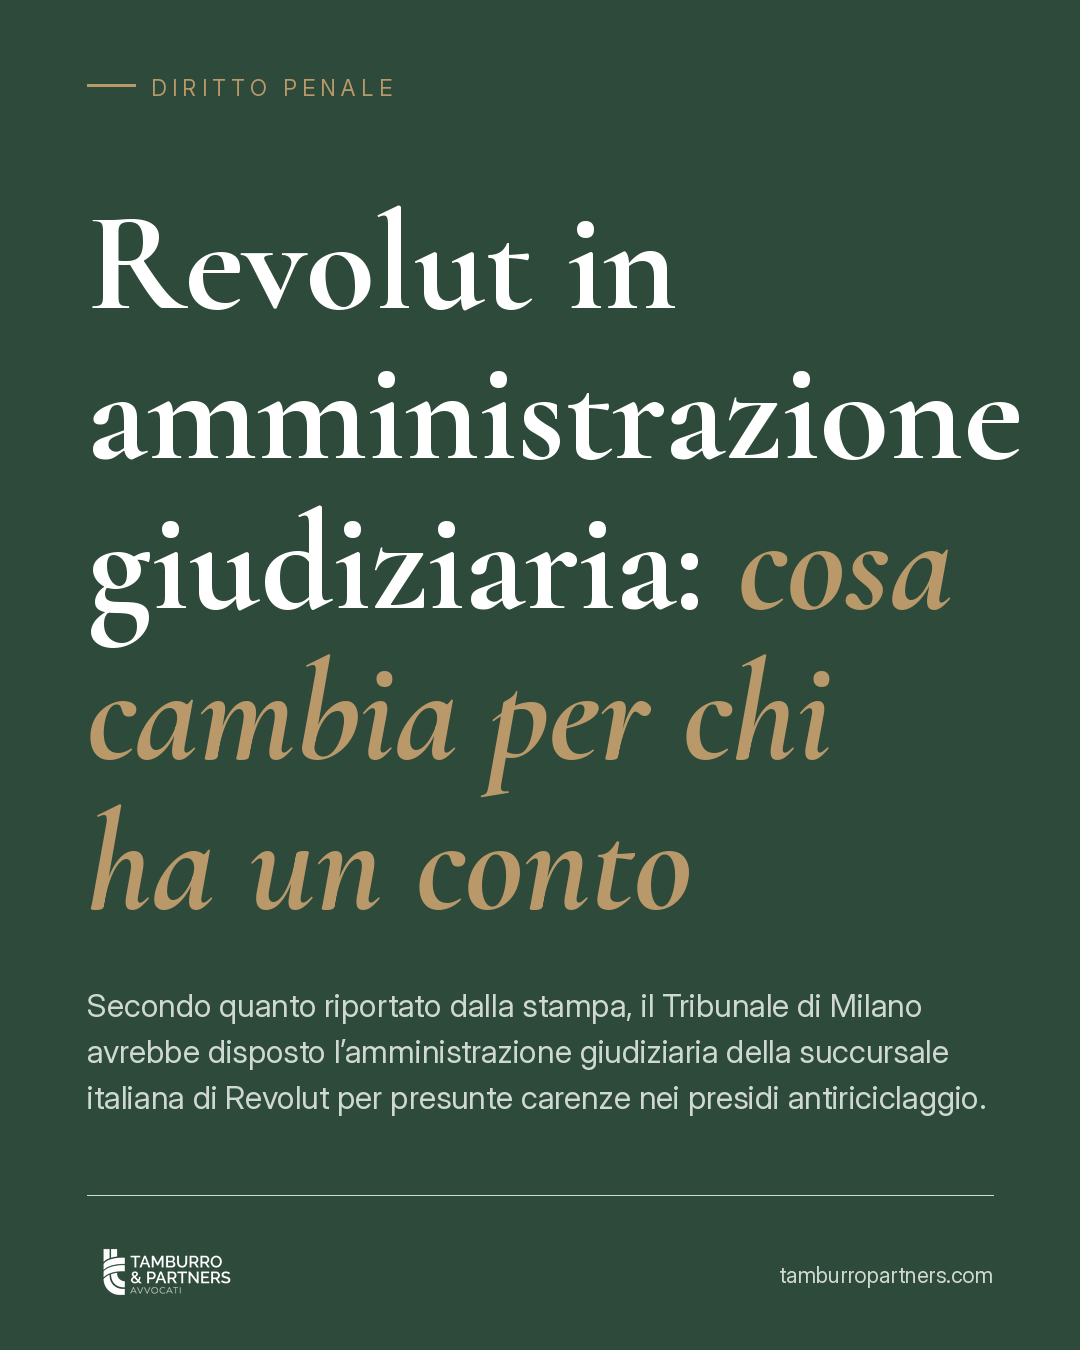 DIRITTO PENALE
Revolut in
amministrazione
giudiziaria: cosa
cambia per chi
ha un conto
Secondo quanto riportato dalla stampa, il Tribunale di Milano
avrebbe disposto l’amministrazione giudiziaria della succursale
italiana di Revolut per presunte carenze nei presidi antiriciclaggio.
TAMBURRO
& PARTNERS
AVVOCATI
tamburropartners.com